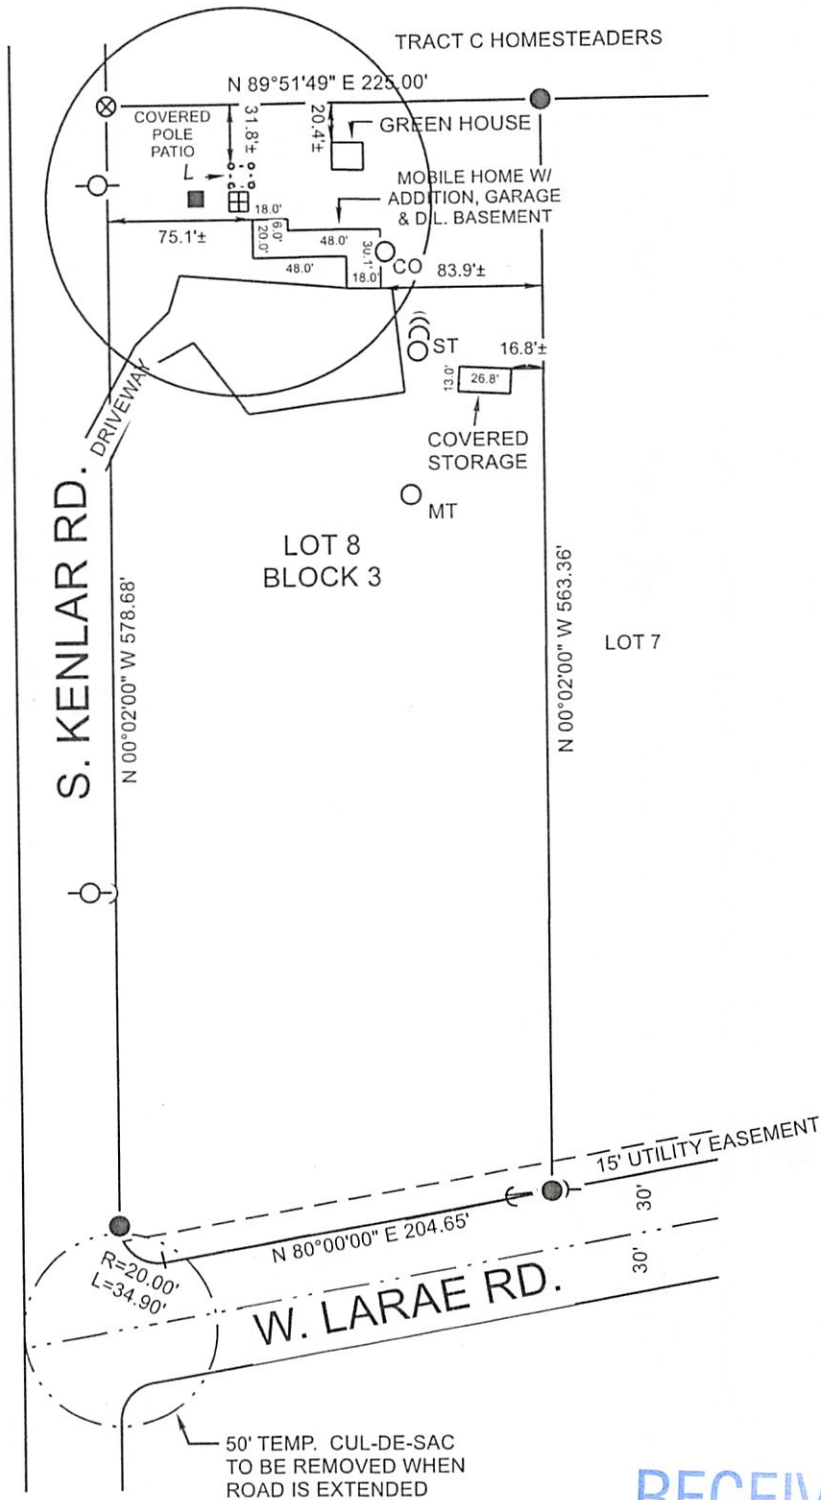 TRACT C HOMESTEADERS
N 89°51'49" E 225.00'
COVERED
POLE
PATIO
L
31.8'±
20.4'±
GREEN HOUSE
MOBILE HOME W/
ADDITION, GARAGE
& D.L. BASEMENT
75.1'±
18.0'
6.0'
20.0'
48.0'
48.0'
30.1'
18.0'
CO
83.9'±
ST
16.8'±
13.0'
26.8'
COVERED
STORAGE
DRIVEWAY
MT
S. KENLAR RD.
N 00°02'00" W 578.68'
LOT 8
BLOCK 3
N 00°02'00" W 563.36'
LOT 7
15' UTILITY EASEMENT
N 80°00'00" E 204.65'
30'
30'
R=20.00'
L=34.90'
W. LARAE RD.
50' TEMP. CUL-DE-SAC
TO BE REMOVED WHEN
ROAD IS EXTENDED